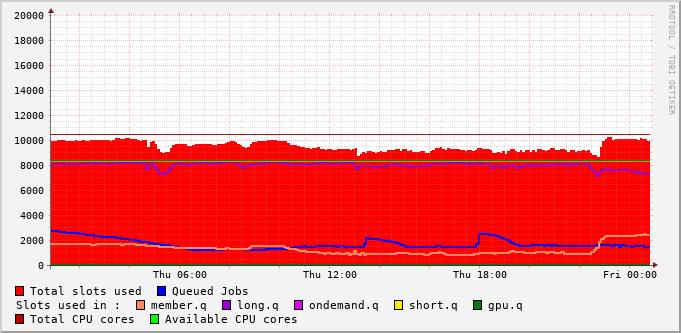 RRDTOOL / TOBI OETIKER
20000
18000
16000
14000
12000
10000
8000
6000
4000
2000
0
Thu 06:00 Thu 12:00 Thu 18:00 Fri 00:00
Total slots used Queued Jobs
Slots used in : member.q long.q ondemand.q short.q gpu.q
Total CPU cores Available CPU cores